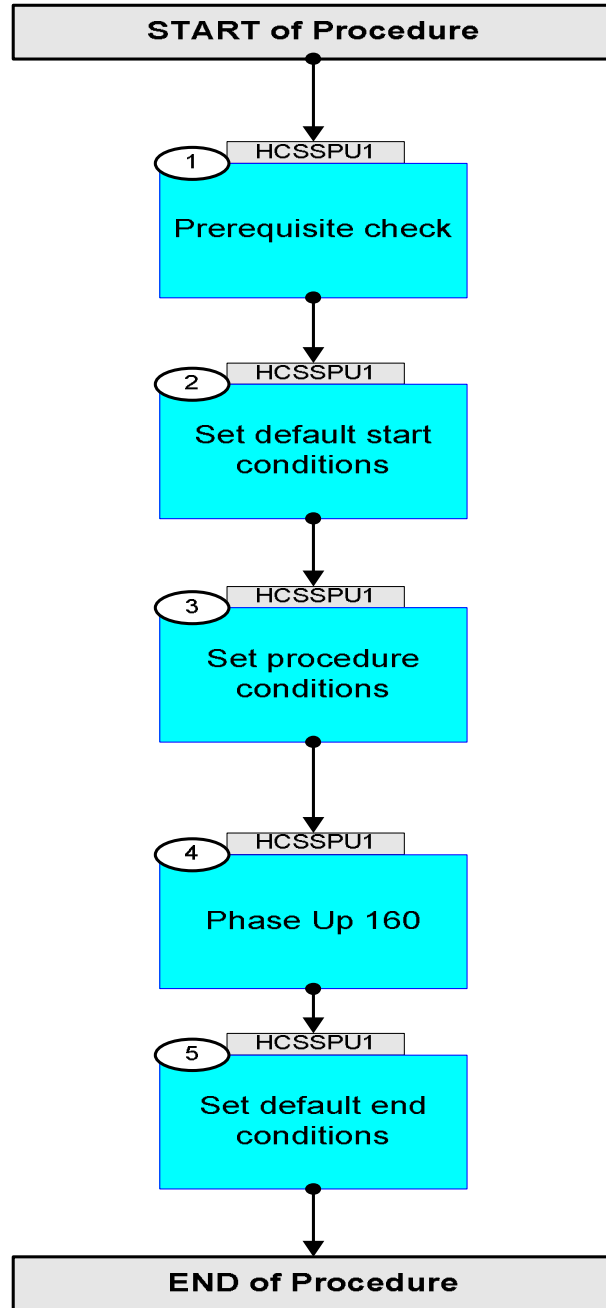 START of Procedure
HCSSPU1
1
Prerequisite check
HCSSPU1
2
Set default start
conditions
HCSSPU1
3
Set procedure
conditions
HCSSPU1
4
Phase Up 160
HCSSPU1
5
Set default end
conditions
END of Procedure